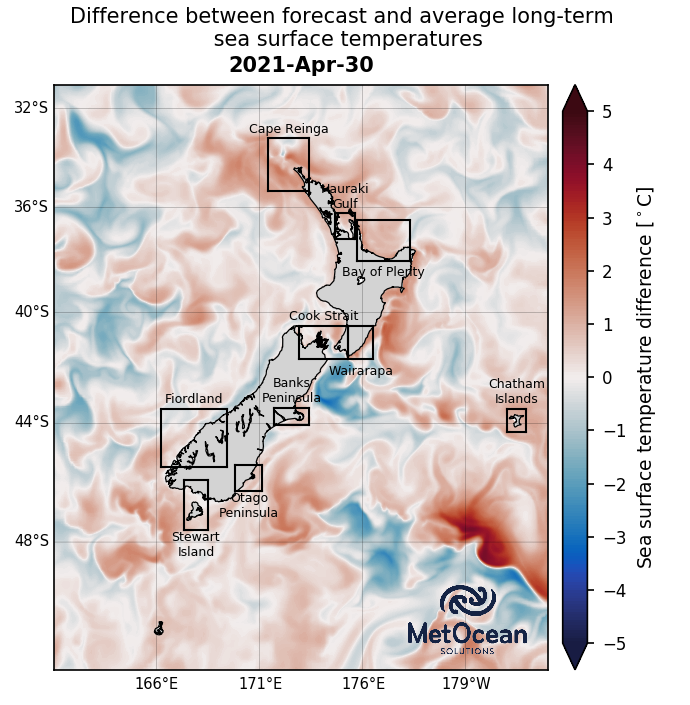 Difference between forecast and average long-term
sea surface temperatures
2021-Apr-30
32°S
36°S
40°S
44°S
48°S
166°E
171°E
176°E
179°W
Cape Reinga
Hauraki
Gulf
Bay of Plenty
Cook Strait
Wairarapa
Banks
Peninsula
Fiordland
Chatham
Islands
Otago
Peninsula
Stewart
Island
MetOcean
SOLUTIONS
5
4
3
2
1
0
−1
−2
−3
−4
−5
Sea surface temperature difference [°C]